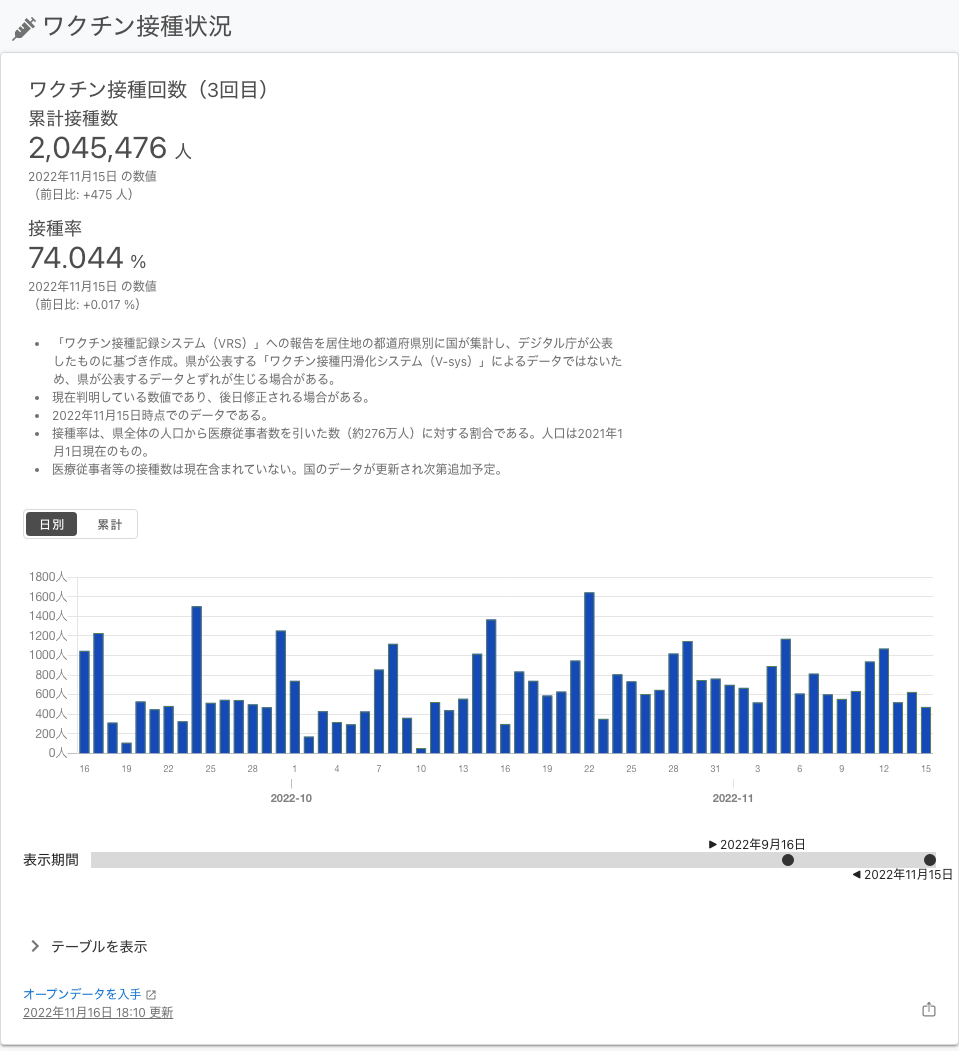 ワクチン接種状況
ワクチン接種回数（3回目）
累計接種数
2,045,476 人
2022年11月15日 の数値
（前日比: +475 人）
接種率
74.044 %
2022年11月15日 の数値
（前日比: +0.017 %）
• 「ワクチン接種記録システム（VRS）」への報告を居住地の都道府県別に国が集計し、デジタル庁が公表
したものに基づき作成。県が公表する「ワクチン接種円滑化システム（V-sys）」によるデータではないた
め、県が公表するデータとずれが生じる場合がある。
• 現在判明している数値であり、後日修正される場合がある。
• 2022年11月15日時点でのデータである。
• 接種率は、県全体の人口から医療従事者数を引いた数（約276万人）に対する割合である。人口は2021年1
月1日現在のもの。
• 医療従事者等の接種数は現在含まれていない。国のデータが更新され次第追加予定。
日別 累計
1800人
1600人
1400人
1200人
1000人
800人
600人
400人
200人
0人
16 19 22 25 28 1 4 7 10 13 16 19 22 25 28 31 3 6 9 12 15
2022-10 2022-11
2022年9月16日
表示期間
2022年11月15日
テーブルを表示
オープンデータを入手
2022年11月16日 18:10 更新